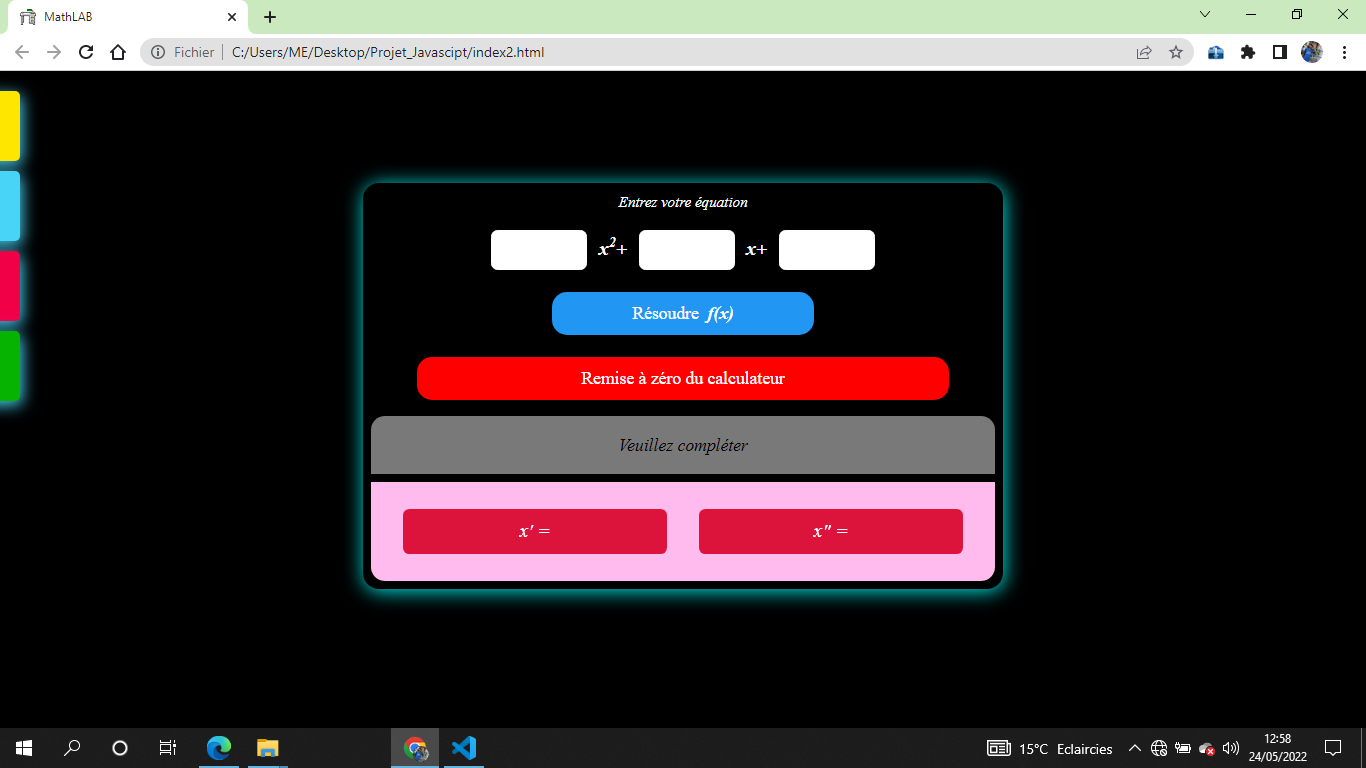 MathLAB
Fichier C:/Users/ME/Desktop/Projet_Javascipt/index2.html
Entrez votre équation
x²+ x+
Résoudre f(x)
Remise à zéro du calculateur
Veuillez compléter
x' = x" =
15°C Eclaircies 12:58
24/05/2022